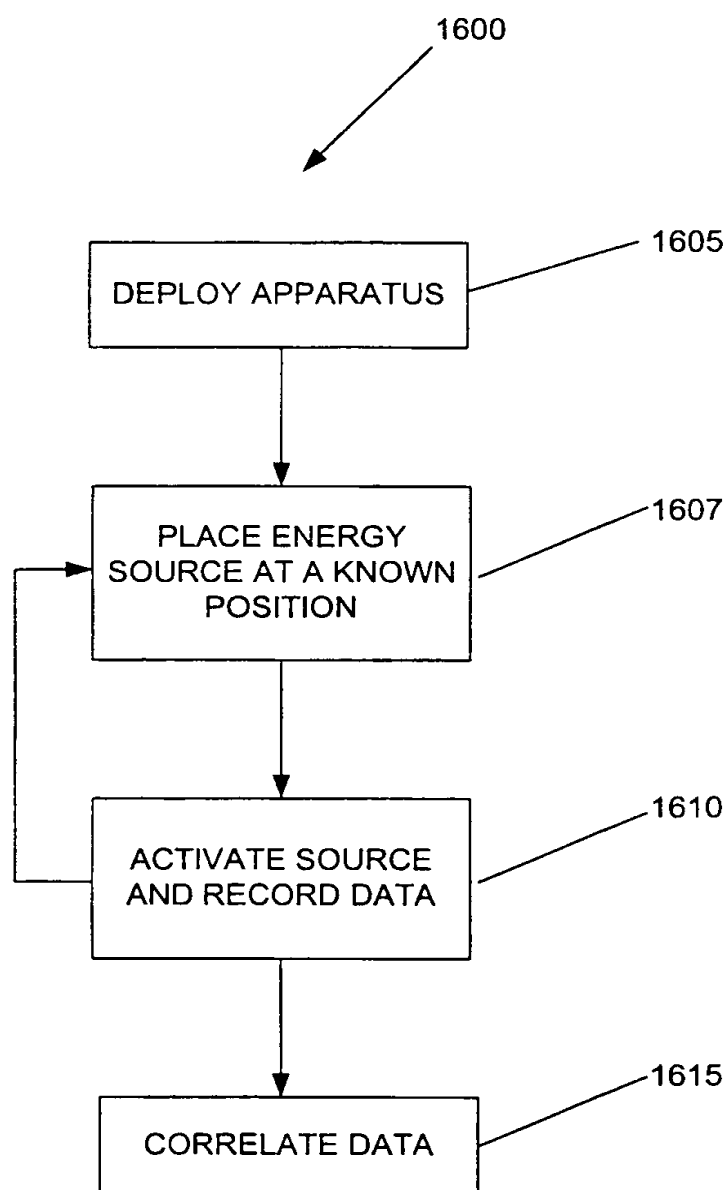 1600
1605
DEPLOY APPARATUS
1607
PLACE ENERGY
SOURCE AT A KNOWN
POSITION
1610
ACTIVATE SOURCE
AND RECORD DATA
1615
CORRELATE DATA